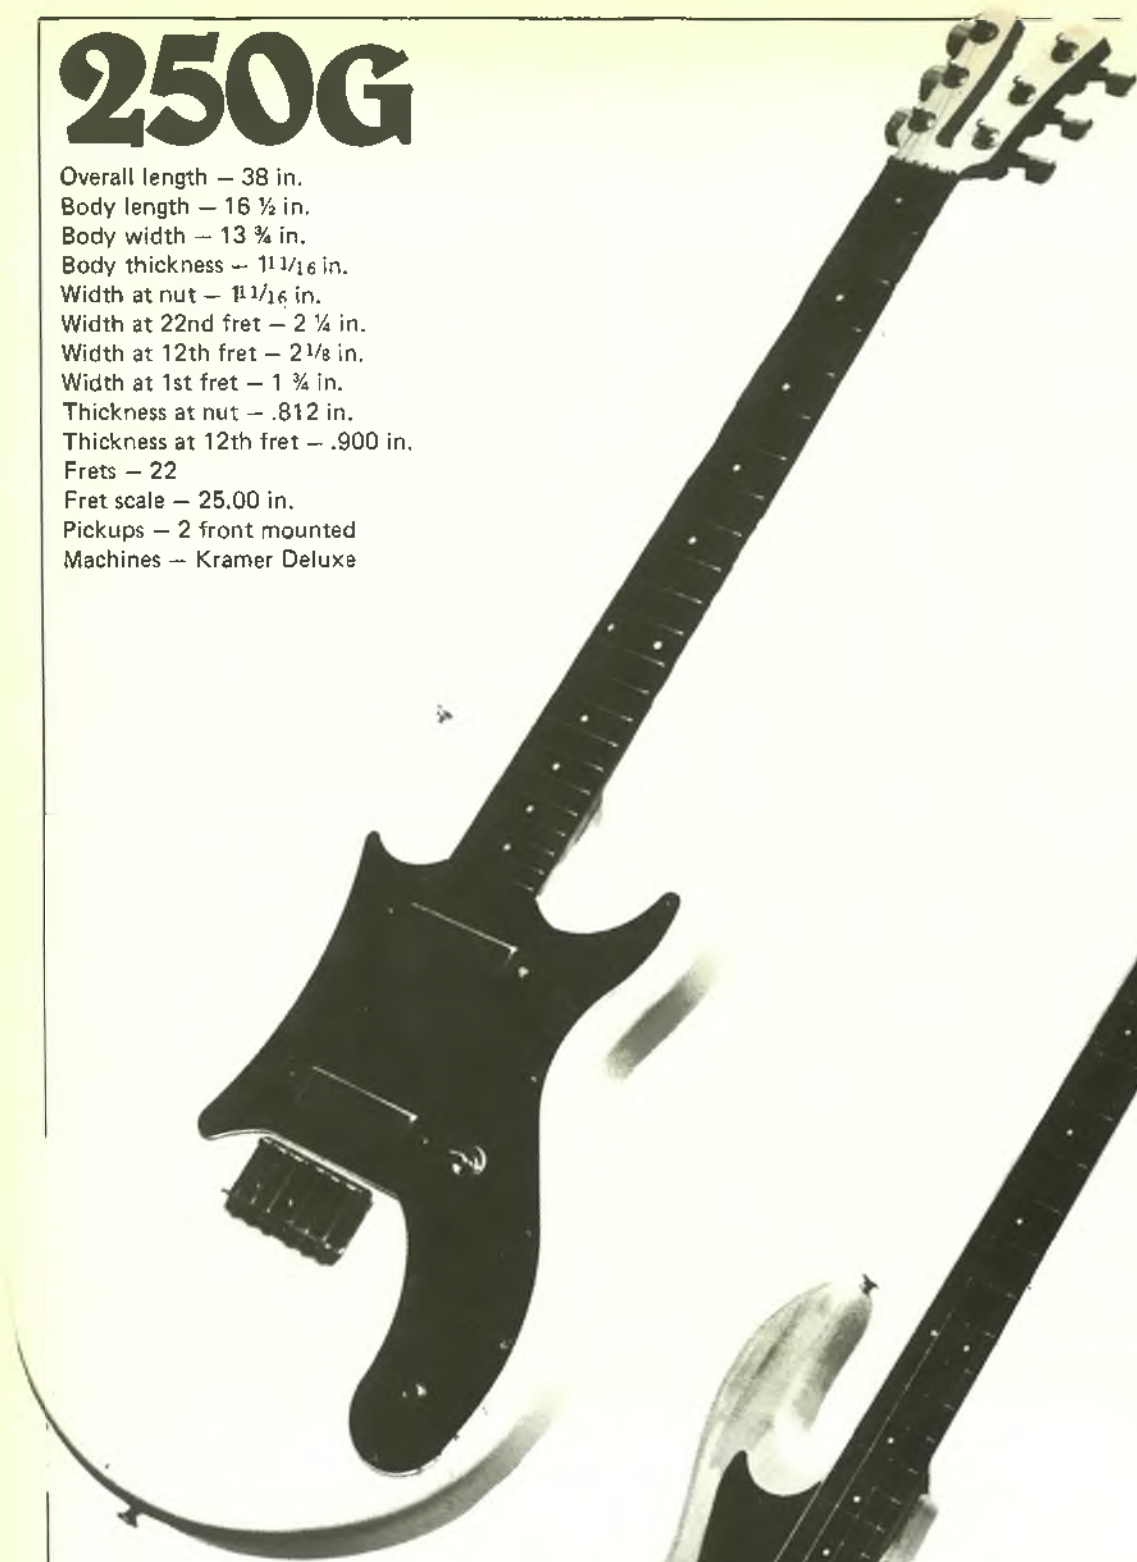 250G
Overall length — 38 in.
Body length — 16 ½ in.
Body width — 13 ¾ in.
Body thickness — 1 11/16 in.
Width at nut — 1 11/16 in.
Width at 22nd fret — 2 ¼ in.
Width at 12th fret — 2 1/8 in.
Width at 1st fret — 1 ¾ in.
Thickness at nut — .812 in.
Thickness at 12th fret — .900 in.
Frets — 22
Fret scale — 25.00 in.
Pickups — 2 front mounted
Machines — Kramer Deluxe